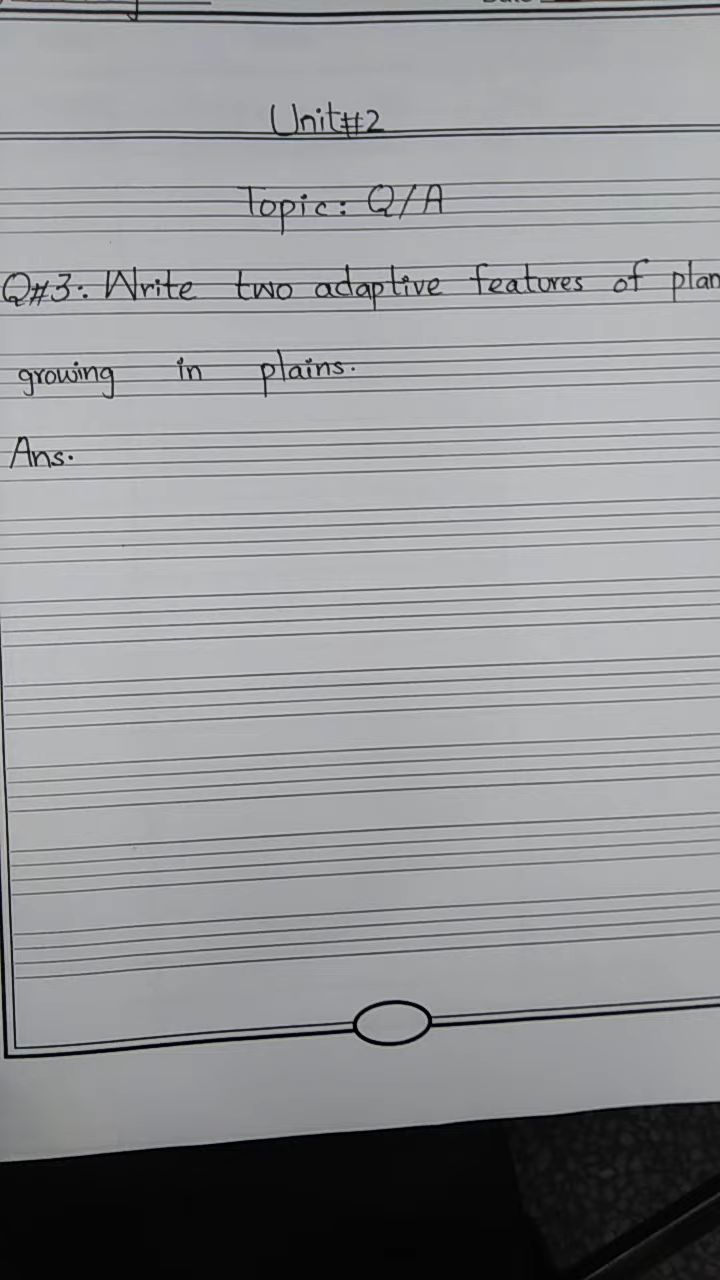 Unit#2
Topic: Q/A
Q#3: Write two adaptive features of plan
growing in plains.
Ans.